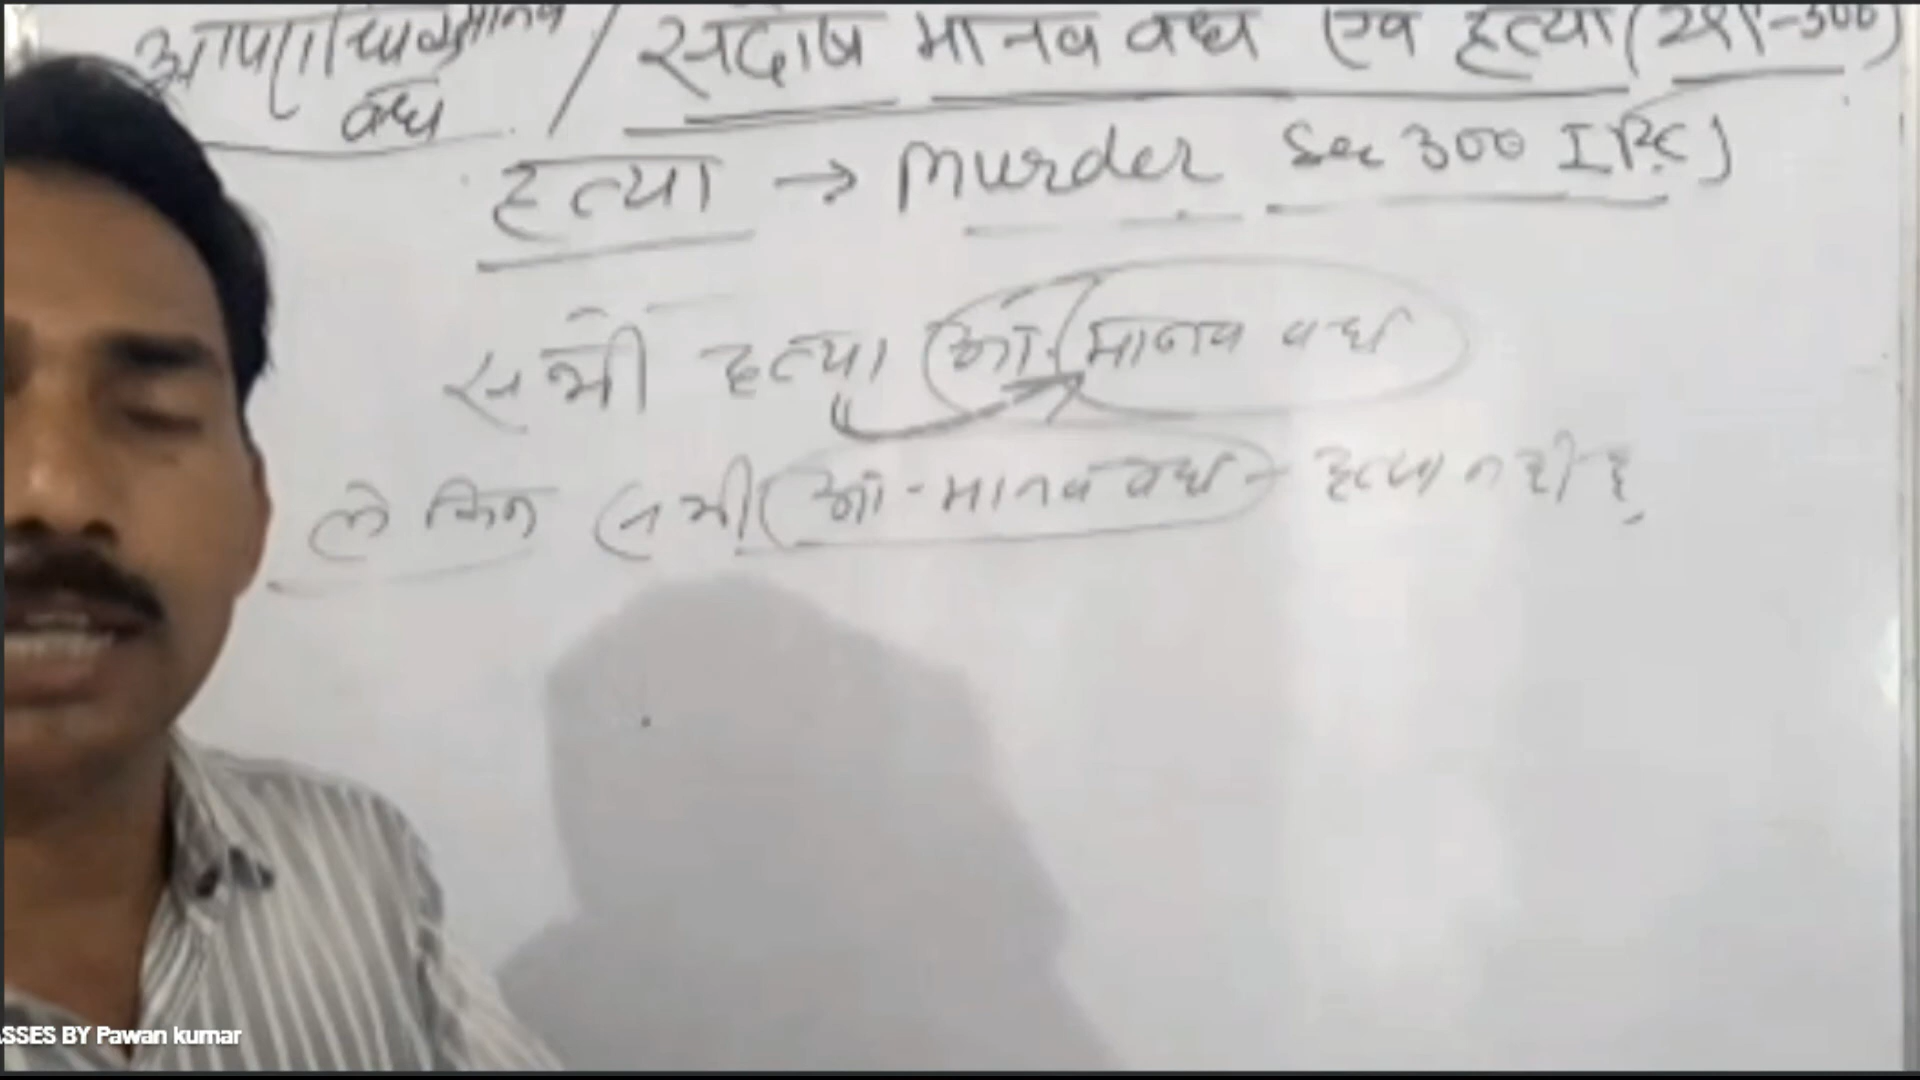 आपराधिक मानव वध / सदोष मानव वध एवं हत्या (299-300)
हत्या → Murder Sec 300 IPC]
सभी हत्या आ. मानव वध
लेकिन सभी आ-मानव वध - हत्या नहीं है
SSES BY Pawan kumar